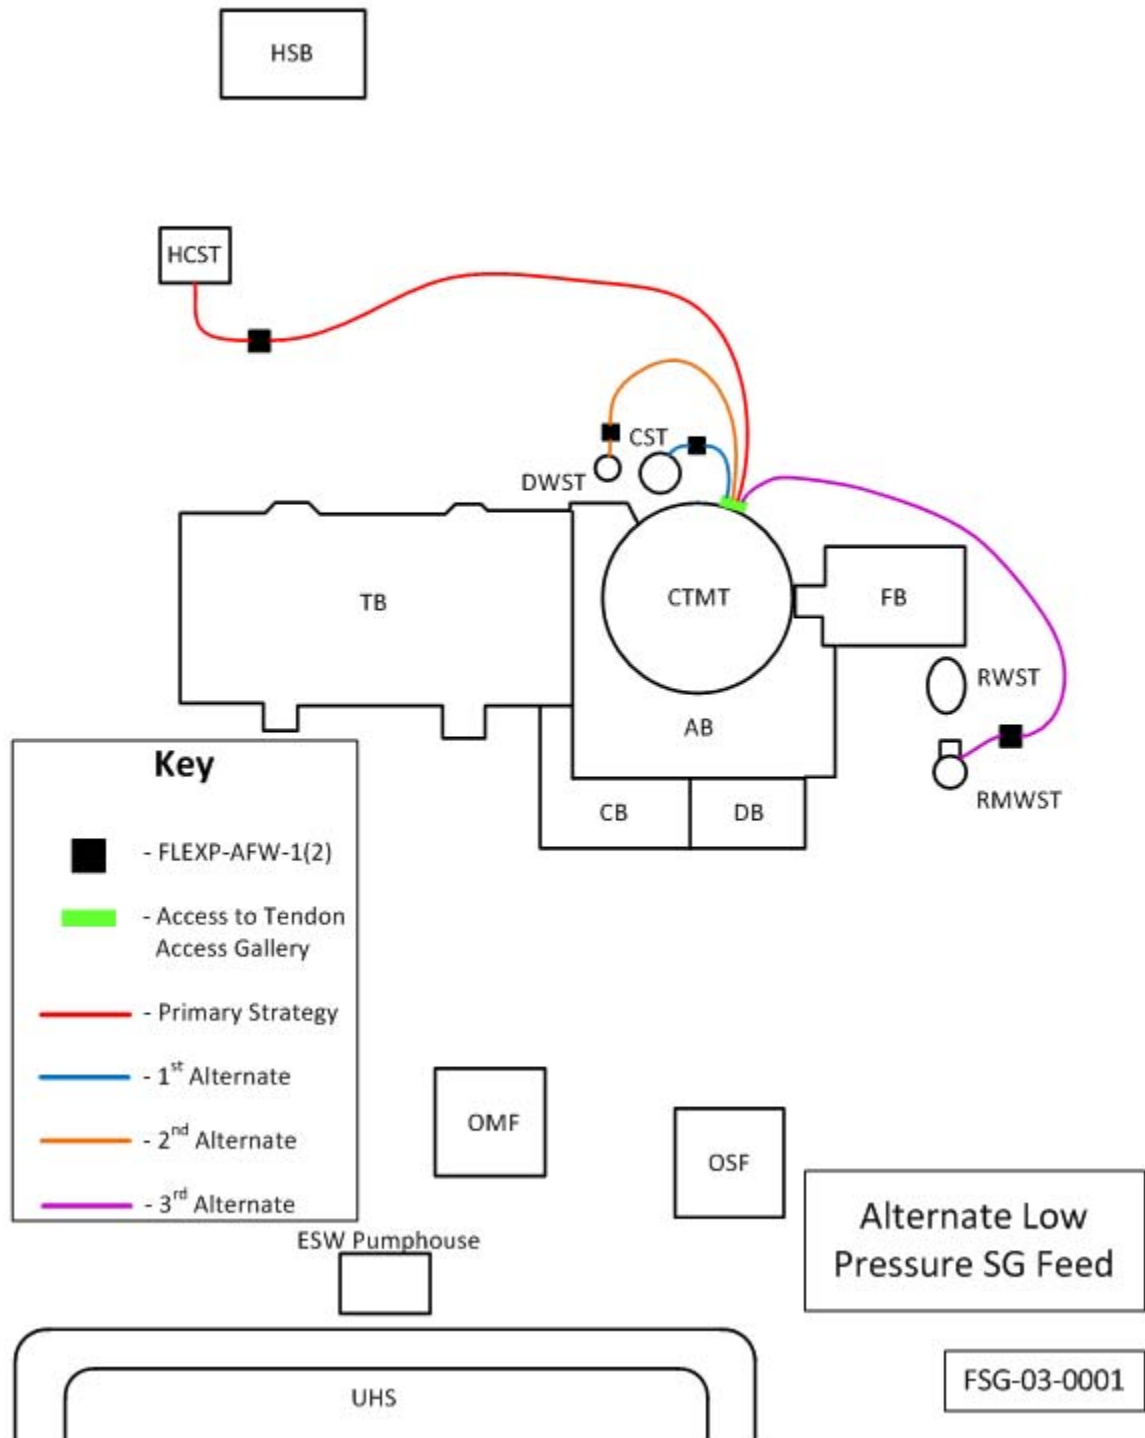 HSB
HCST
CST
DWST
TB
CTMT
FB
RWST
AB
RMWST
CB
DB
Key
- FLEXP-AFW-1(2)
- Access to Tendon
Access Gallery
- Primary Strategy
- 1st Alternate
- 2nd Alternate
- 3rd Alternate
OMF
OSF
ESW Pumphouse
Alternate Low
Pressure SG Feed
FSG-03-0001
UHS